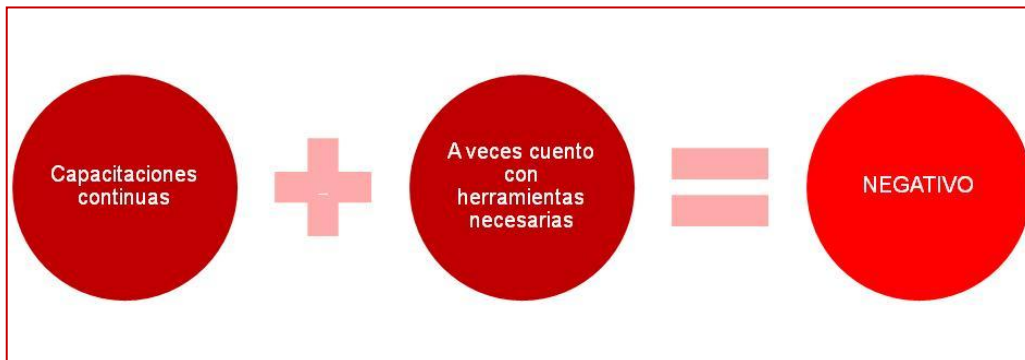 Capacitaciones
continuas
A veces cuento
con
herramientas
necesarias
NEGATIVO